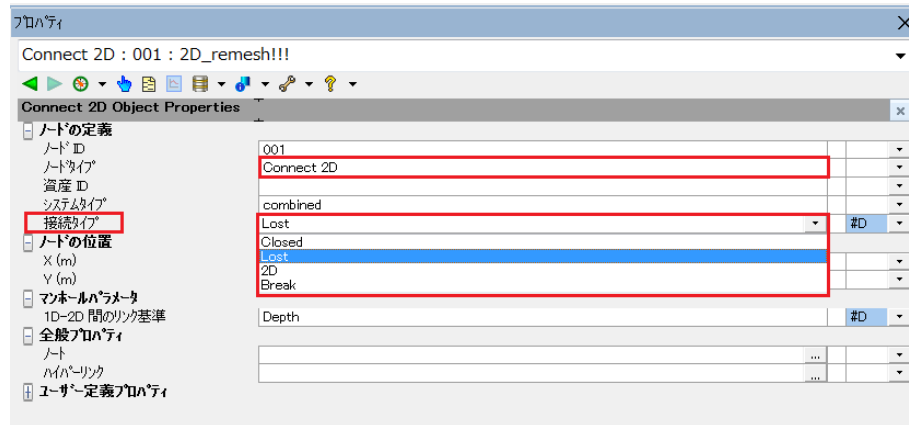 プロパティ
Connect 2D : 001 : 2D_remesh!!!
Connect 2D Object Properties
ノードの定義
ノード ID 001
ノードタイプ Connect 2D
資産 ID
システムタイプ combined
接続タイプ Lost #D
Closed
ノードの位置
Lost
X (m)
2D
Y (m)
Break
マンホールパラメータ
1D-2D 間のリンク基準 Depth #D
全般プロパティ
ノート ...
ハイパーリンク ...
ユーザー定義プロパティ